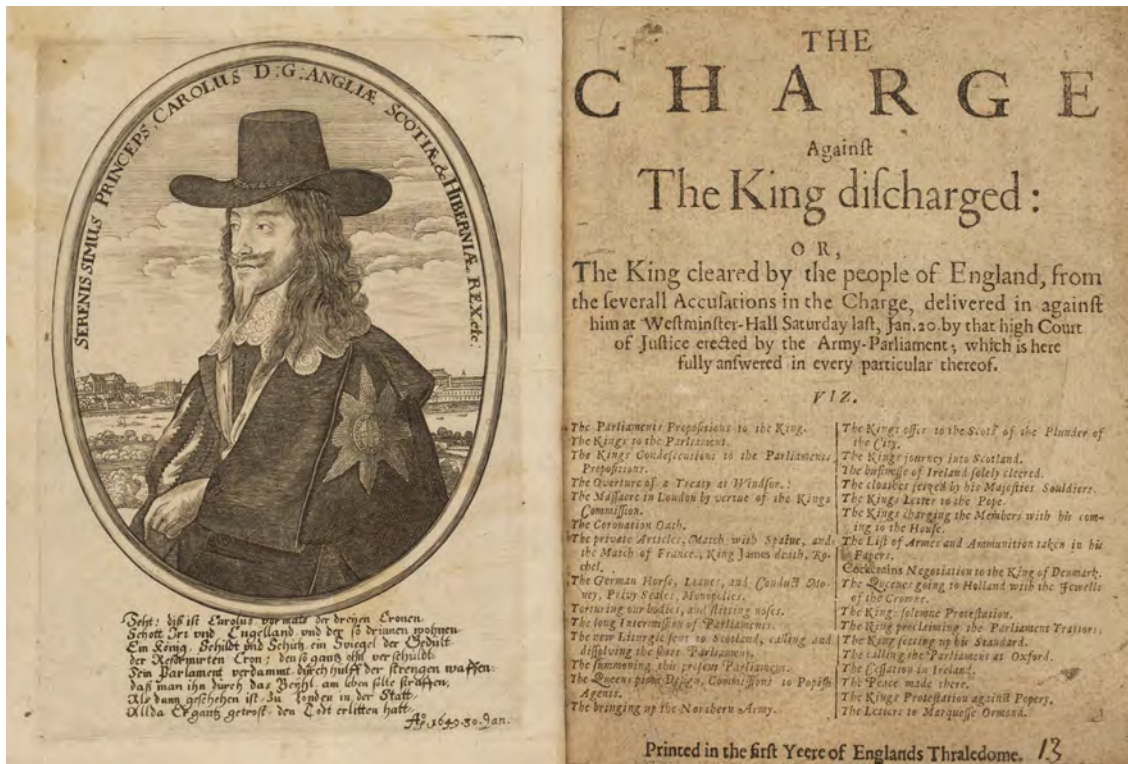 SERENISSIMUS PRINCEPS, CAROLUS D: G: ANGLIÆ SCOTIÆ, & HIBERNIÆ REX etc:
Seht: diß ist Carolus vormals der dreyen Cronen
Schott Irr vnd Engelland, vnd der so drinnen wohnen
Ein König, Schildt vnd Schütz, ein Spiegel der Gedult
der Reformirten Cron; den so gantz ohn verschuldt
Sein Parlament verdammt, durch hülff der strengen waffen
daß man ihn durch das Beÿhl, am leben solte straffen,
Als dann geschehen ist zu Londen in der Statt
Allda Er gantz getrost, den Todt erlitten hatt.
Aº. 1649. 30. Jan.
THE
CHARGE
Againſt
The King diſcharged:
OR,
The King cleared by the people of England, from
the ſeverall Accuſations in the Charge, delivered in againſt
him at Weſtminſter-Hall Saturday laſt, Jan. 20. by that high Court
of Juſtice erected by the Army-Parliament; which is here
fully anſwered in every particular thereof.
VIZ.
The Parliaments Propoſitions to the King.
The Kings to the Parliament.
The Kings Condeſcentions to the Parliaments
Propoſitions.
The Overture of a Treaty at Windſor.
The Maſſacre in London by vertue of the Kings
Commiſſion.
The Coronation Oath.
The private Articles, Match with Spaine, and
the Match of France, King James death, Ro-
chel.
The German Horſe, Loanes, and Conduct Mo-
ney, Privy Seales, Monopolies.
Torturing our bodies, and ſlitting noſes.
The long Intermiſſion of Parliaments.
The new Liturgie ſent to Scotland, calling and
diſſolving the ſhort Parliament.
The ſummoning this preſent Parliament.
The Queens pious Deſign, Commiſſions to Popiſh
Agents.
The bringing up the Northern Army.
The Kings offer to the Scots of the Plunder of
the City.
The Kings journey into Scotland.
The buſineſſe of Ireland ſolely cleered.
The cloathes ſeized by his Majeſties Souldiers.
The Kings Letter to the Pope.
The Kings charging the Members with his com-
ing to the Houſe.
The Liſt of Armes and Ammunition taken in his
Papers.
Cockrains Negotiation to the King of Denmark.
The Queenes going to Holland with the Jewells
of the Crowne.
The Kings ſolemne Proteſtation.
The King proclaiming the Parliament Traitors.
The King ſetting up his Standard.
The calling the Parliament at Oxford.
The Ceſſation in Ireland.
The Peace made there.
The Kings Proteſtation againſt Popery.
The Letters to Marqueſſe Ormond.
Printed in the firſt Yeere of Englands Thraledome. 13